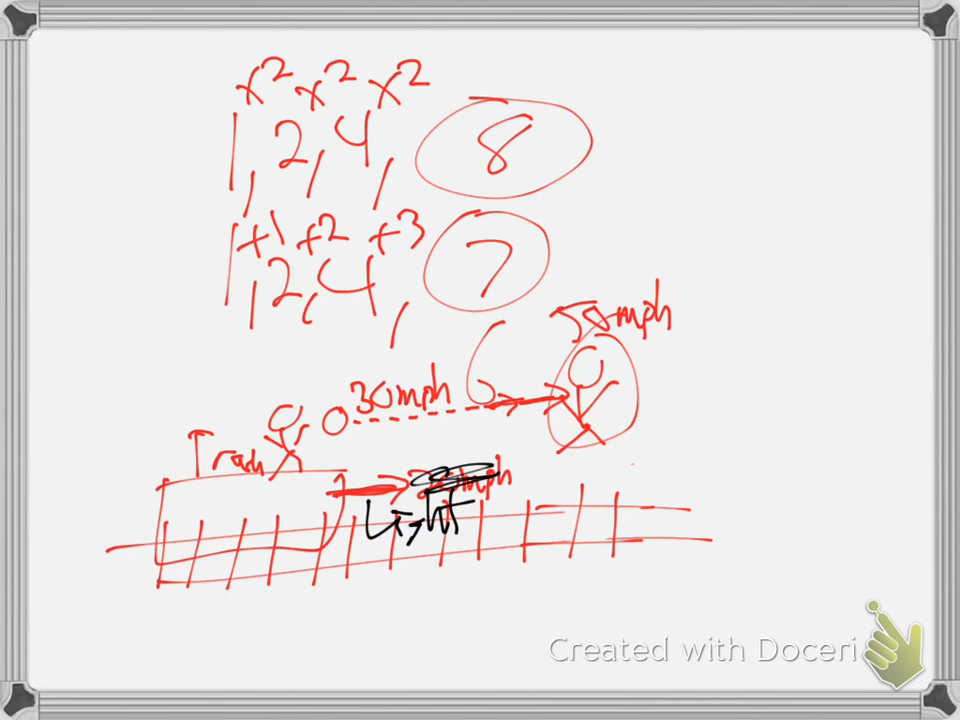 x2 x2 x2
1, 2, 4, 8
+1 +2 +3
1, 2, 4, 7
50mph
30mph
Train
mph
Light
Created with Doceri